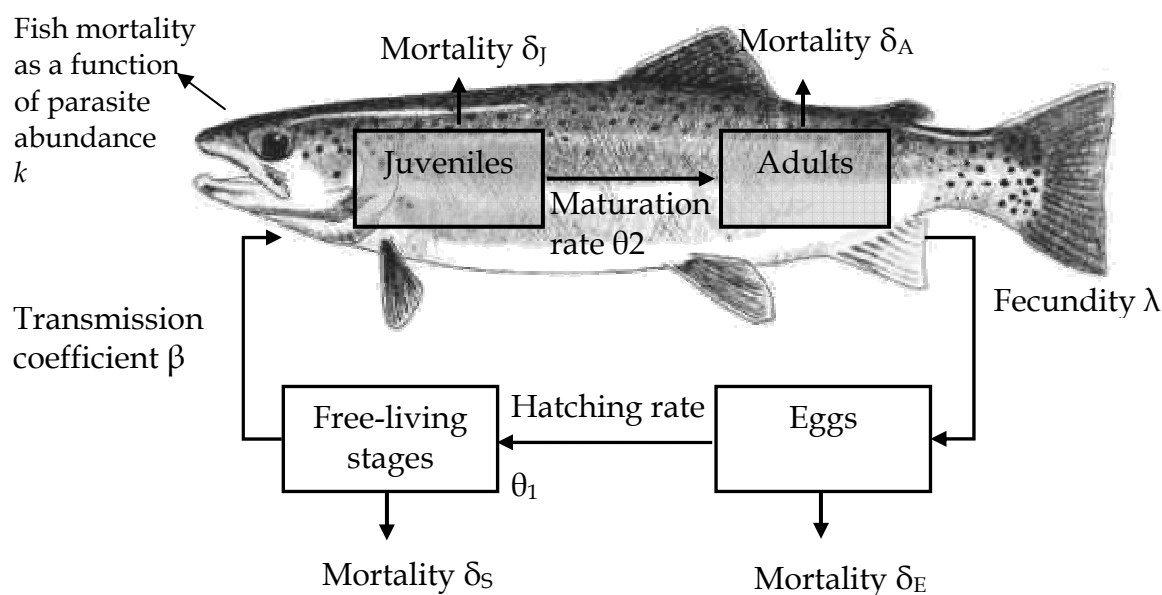 Fish mortality
as a function
of parasite
abundance
k
Mortality δJ
Mortality δA
Juveniles
Adults
Maturation
rate θ2
Transmission
coefficient β
Fecundity λ
Free-living
stages
Hatching rate
θ1
Eggs
Mortality δS
Mortality δE